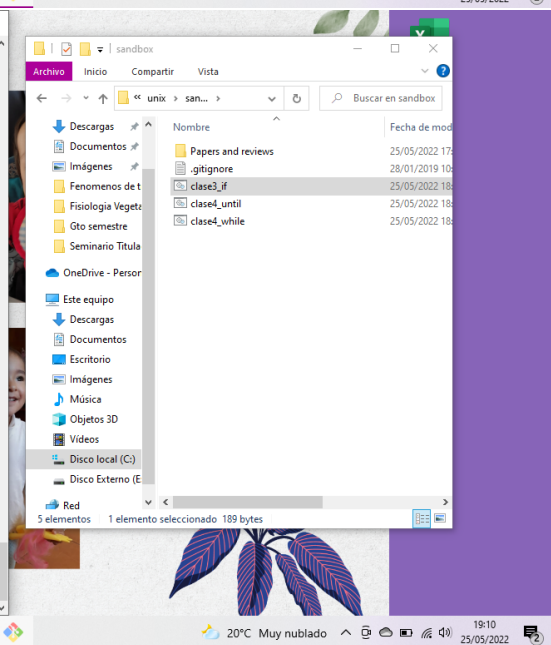 sandbox
Archivo Inicio Compartir Vista
« unix › san... ›
Buscar en sandbox
Nombre
Fecha de mod
Descargas
Documentos
Imágenes
Fenomenos de t
Fisiologia Vegeta
6to semestre
Seminario Titula
OneDrive - Person
Este equipo
Descargas
Documentos
Escritorio
Imágenes
Música
Objetos 3D
Vídeos
Disco local (C:)
Disco Externo (E
Red
Papers and reviews 25/05/2022 17:
.gitignore 28/01/2019 10:
clase3_if 25/05/2022 18:
clase4_until 25/05/2022 18:
clase4_while 25/05/2022 18:
5 elementos 1 elemento seleccionado 189 bytes
20°C Muy nublado
19:10
25/05/2022
2